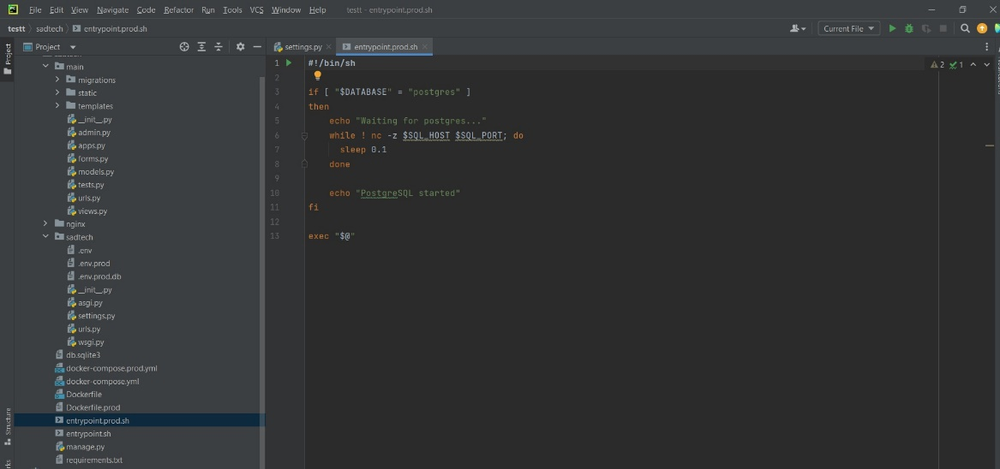 PC File Edit View Navigate Code Refactor Run Tools VCS Window Help testt - entrypoint.prod.sh
testt sadtech entrypoint.prod.sh Current File
Project
Project settings.py entrypoint.prod.sh
main
migrations
static
templates
__init__.py
admin.py
apps.py
forms.py
models.py
tests.py
urls.py
views.py
nginx
sadtech
.env
.env.prod
.env.prod.db
__init__.py
asgi.py
settings.py
urls.py
wsgi.py
db.sqlite3
docker-compose.prod.yml
docker-compose.yml
Dockerfile
Dockerfile.prod
entrypoint.prod.sh
entrypoint.sh
manage.py
requirements.txt
Structure
1 #!/bin/sh
2
3 if [ "$DATABASE" = "postgres" ]
4 then
5 echo "Waiting for postgres..."
6 while ! nc -z $SQL_HOST $SQL_PORT; do
7 sleep 0.1
8 done
9
10 echo "PostgreSQL started"
11 fi
12
13 exec "$@"
2 1